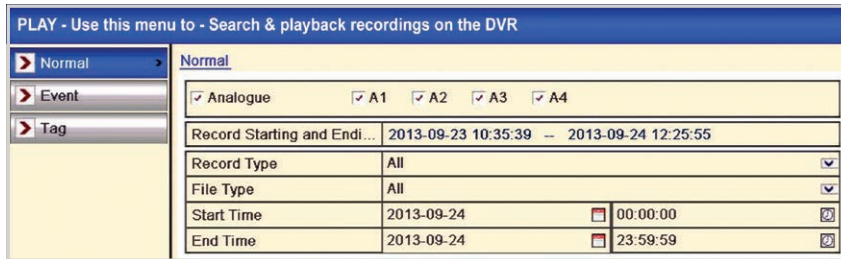 PLAY - Use this menu to - Search & playback recordings on the DVR
Normal
Event
Tag
Normal
Analogue A1 A2 A3 A4
Record Starting and Endi... 2013-09-23 10:35:39 -- 2013-09-24 12:25:55
Record Type All
File Type All
Start Time 2013-09-24 00:00:00
End Time 2013-09-24 23:59:59